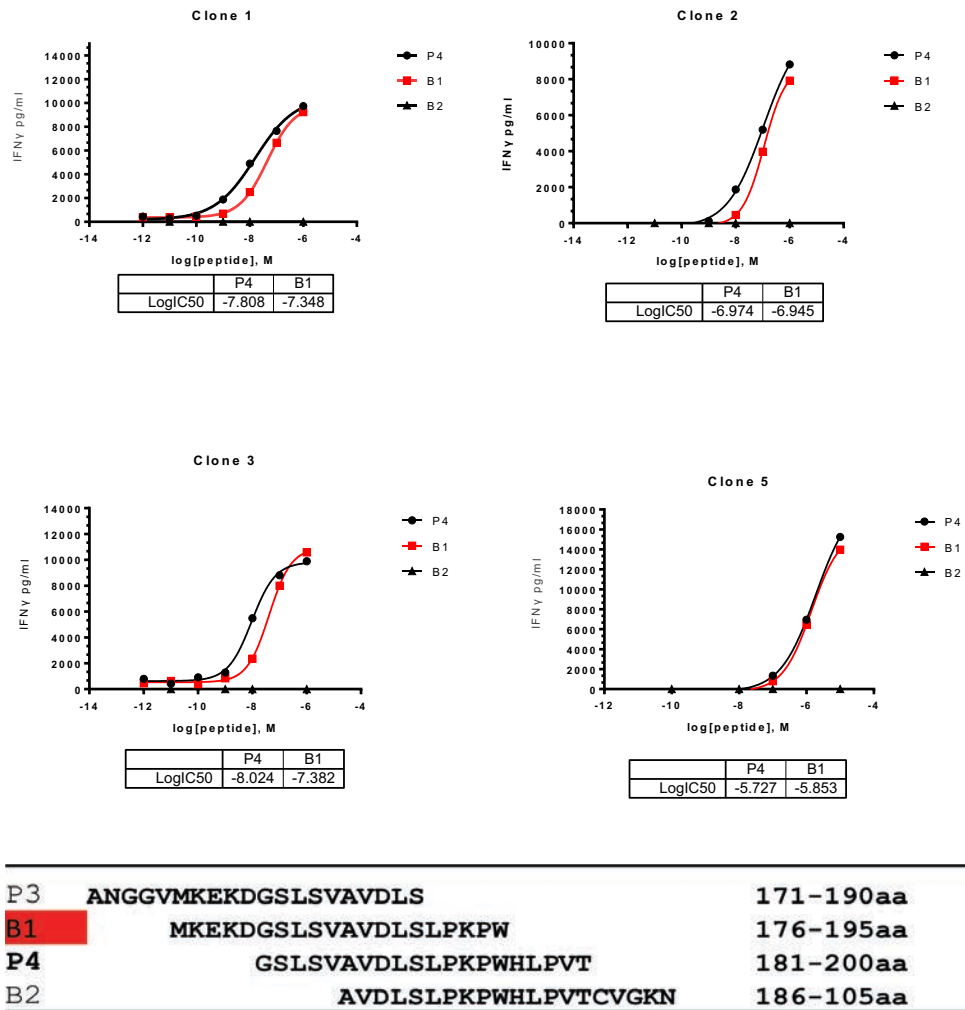 Clone 1
IFNγ pg/ml
14000
12000
10000
8000
6000
4000
2000
0
-14 -12 -10 -8 -6 -4
log[peptide], M
P4
B1
B2
P4 B1
LogIC50 -7.808 -7.348
Clone 2
IFNγ pg/ml
10000
8000
6000
4000
2000
0
-14 -12 -10 -8 -6 -4
log[peptide], M
P4
B1
B2
P4 B1
LogIC50 -6.974 -6.945
Clone 3
IFNγ pg/ml
14000
12000
10000
8000
6000
4000
2000
0
-14 -12 -10 -8 -6 -4
log[peptide], M
P4
B1
B2
P4 B1
LogIC50 -8.024 -7.382
Clone 5
IFNγ pg/ml
18000
16000
14000
12000
10000
8000
6000
4000
2000
0
-12 -10 -8 -6 -4
log[peptide], M
P4
B1
B2
P4 B1
LogIC50 -5.727 -5.853
P3 ANGGVMKEKDGSLSVAVDLS 171-190aa
B1 MKEKDGSLSVAVDLSLPKPW 176-195aa
P4 GSLSVAVDLSLPKPWHLPVT 181-200aa
B2 AVDLSLPKPWHLPVTCVGKN 186-105aa